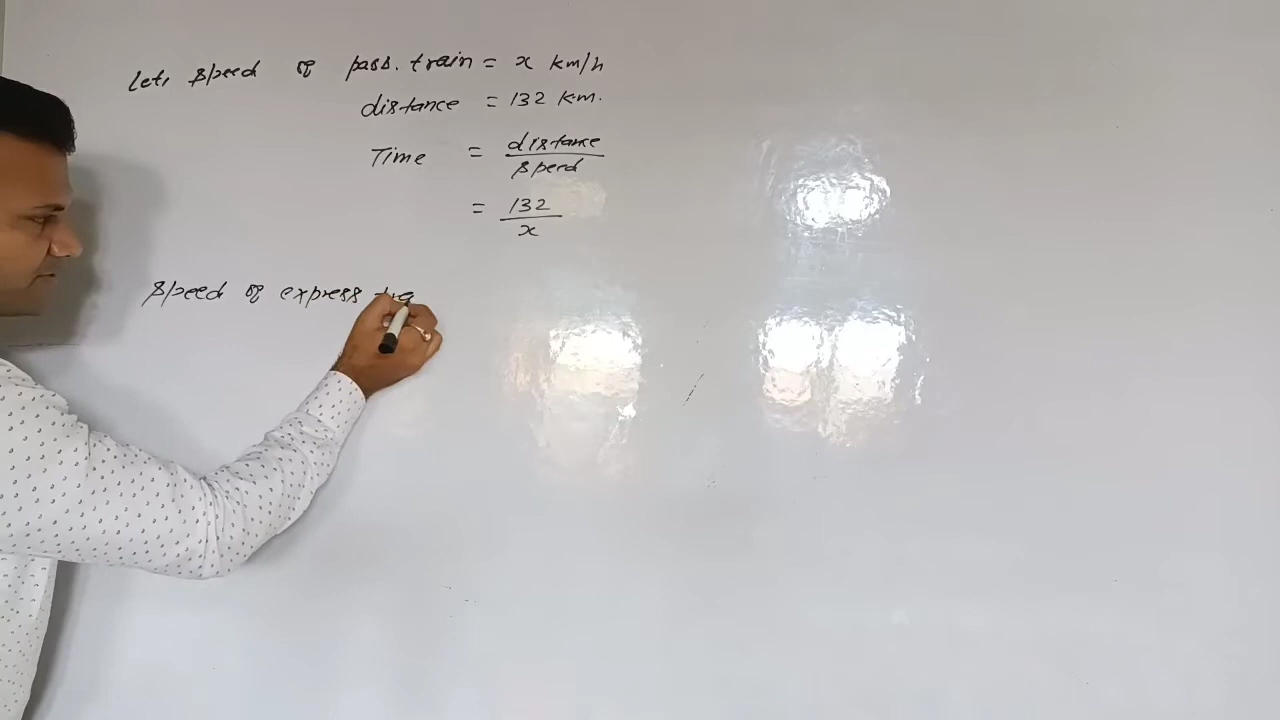 Let, speed of pass. train = x km/h
distance = 132 km.
Time = distance / speed
= 132 / x
speed of express tra